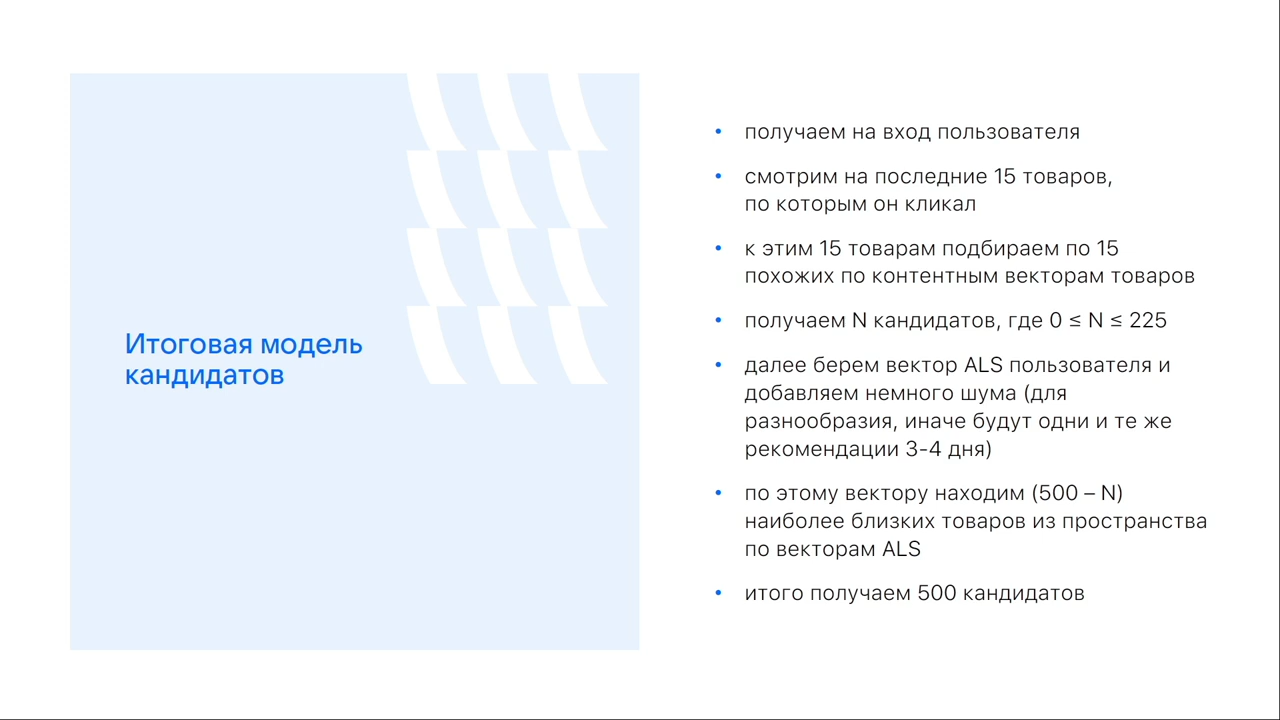 Итоговая модель
кандидатов
• получаем на вход пользователя
• смотрим на последние 15 товаров,
по которым он кликал
• к этим 15 товарам подбираем по 15
похожих по контентным векторам товаров
• получаем N кандидатов, где 0 ≤ N ≤ 225
• далее берем вектор ALS пользователя и
добавляем немного шума (для
разнообразия, иначе будут одни и те же
рекомендации 3-4 дня)
• по этому вектору находим (500 – N)
наиболее близких товаров из пространства
по векторам ALS
• итого получаем 500 кандидатов